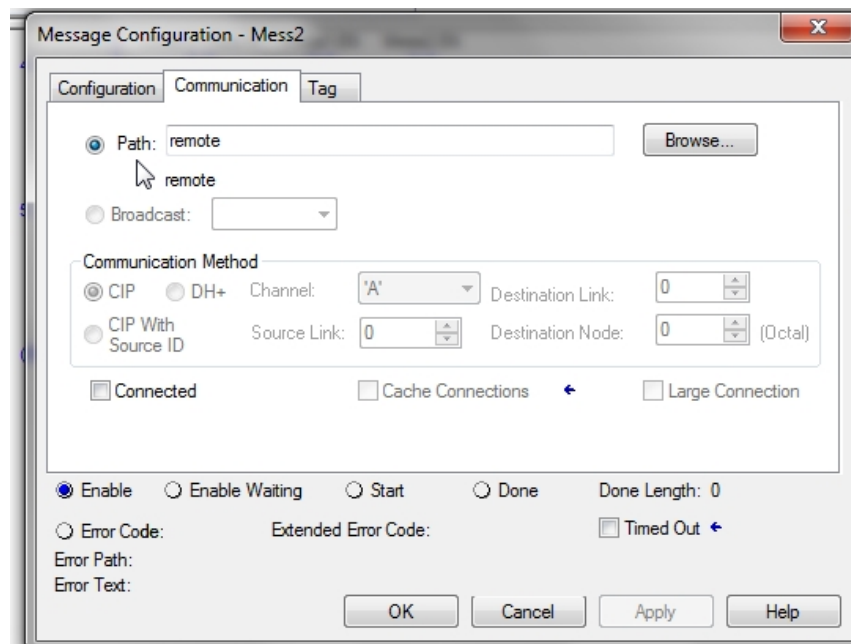 Message Configuration - Mess2
Configuration Communication Tag
Path: remote Browse...
remote
Broadcast:
Communication Method
CIP DH+ Channel: 'A' Destination Link: 0
CIP With
Source ID Source Link: 0 Destination Node: 0 (Octal)
Connected Cache Connections Large Connection
Enable Enable Waiting Start Done Done Length: 0
Error Code: Extended Error Code: Timed Out
Error Path:
Error Text:
OK Cancel Apply Help